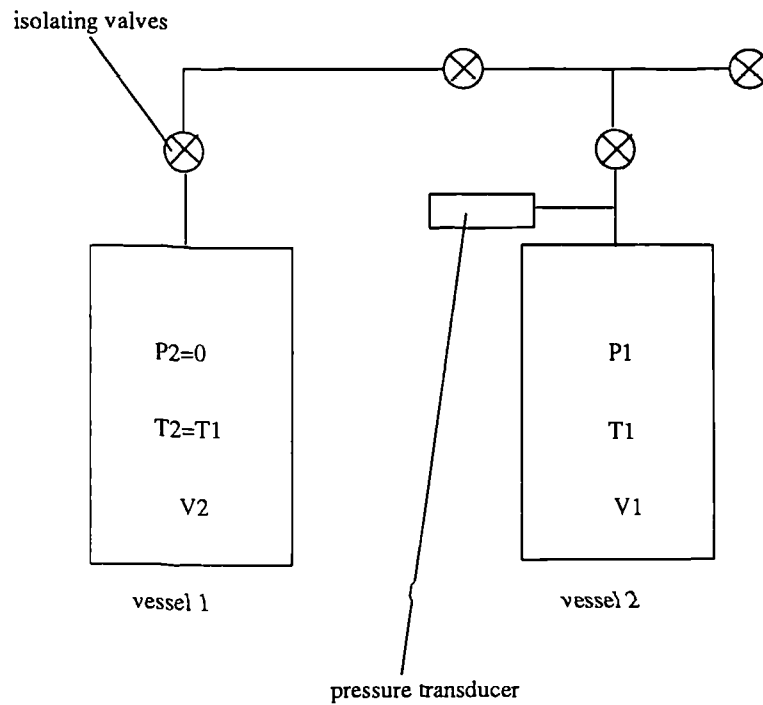 isolating valves
P2=0
P1
T2=T1
T1
V2
V1
vessel 1
vessel 2
pressure transducer